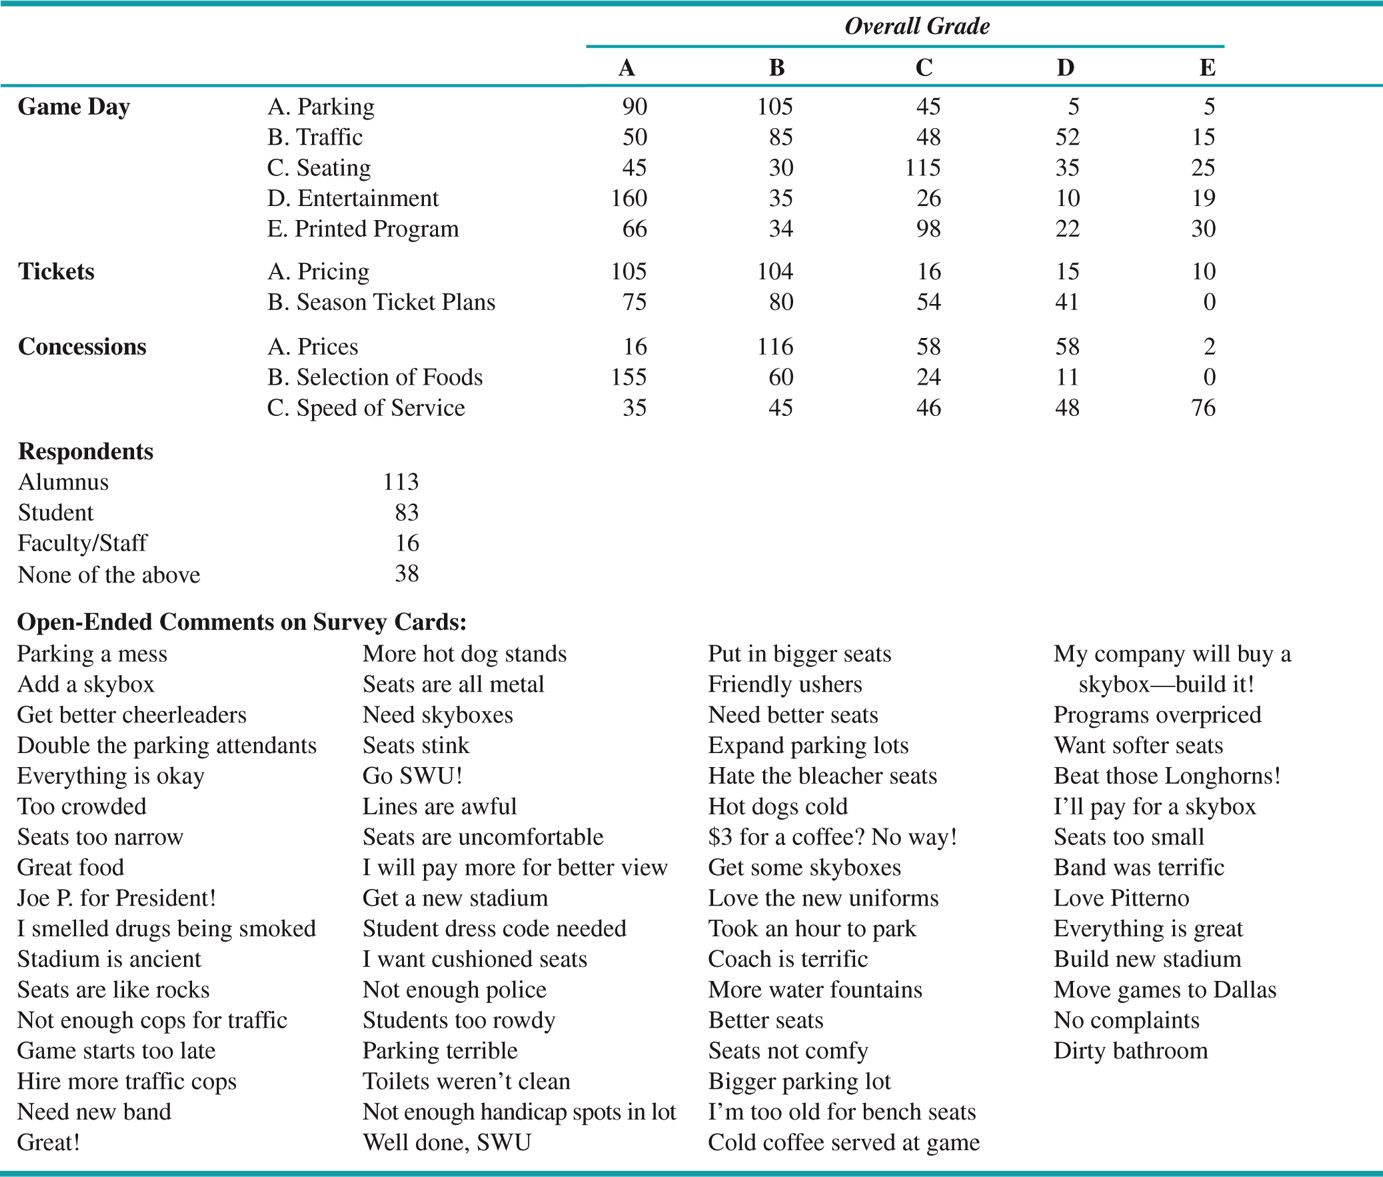 Overall Grade
A B C D E
Game Day A. Parking 90 105 45 5 5
B. Traffic 50 85 48 52 15
C. Seating 45 30 115 35 25
D. Entertainment 160 35 26 10 19
E. Printed Program 66 34 98 22 30
Tickets A. Pricing 105 104 16 15 10
B. Season Ticket Plans 75 80 54 41 0
Concessions A. Prices 16 116 58 58 2
B. Selection of Foods 155 60 24 11 0
C. Speed of Service 35 45 46 48 76
Respondents
Alumnus 113
Student 83
Faculty/Staff 16
None of the above 38
Open-Ended Comments on Survey Cards:
Parking a mess
Add a skybox
Get better cheerleaders
Double the parking attendants
Everything is okay
Too crowded
Seats too narrow
Great food
Joe P. for President!
I smelled drugs being smoked
Stadium is ancient
Seats are like rocks
Not enough cops for traffic
Game starts too late
Hire more traffic cops
Need new band
Great!
More hot dog stands
Seats are all metal
Need skyboxes
Seats stink
Go SWU!
Lines are awful
Seats are uncomfortable
I will pay more for better view
Get a new stadium
Student dress code needed
I want cushioned seats
Not enough police
Students too rowdy
Parking terrible
Toilets weren't clean
Not enough handicap spots in lot
Well done, SWU
Put in bigger seats
Friendly ushers
Need better seats
Expand parking lots
Hate the bleacher seats
Hot dogs cold
$3 for a coffee? No way!
Get some skyboxes
Love the new uniforms
Took an hour to park
Coach is terrific
More water fountains
Better seats
Seats not comfy
Bigger parking lot
I'm too old for bench seats
Cold coffee served at game
My company will buy a
skybox—build it!
Programs overpriced
Want softer seats
Beat those Longhorns!
I'll pay for a skybox
Seats too small
Band was terrific
Love Pitterno
Everything is great
Build new stadium
Move games to Dallas
No complaints
Dirty bathroom